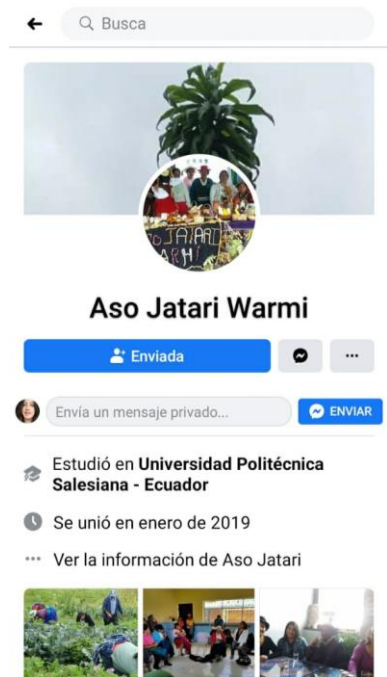 Busca
JATARI
Aso Jatari Warmi
Enviada
Envía un mensaje privado...
ENVIAR
Estudió en Universidad Politécnica
Salesiana - Ecuador
Se unió en enero de 2019
Ver la información de Aso Jatari